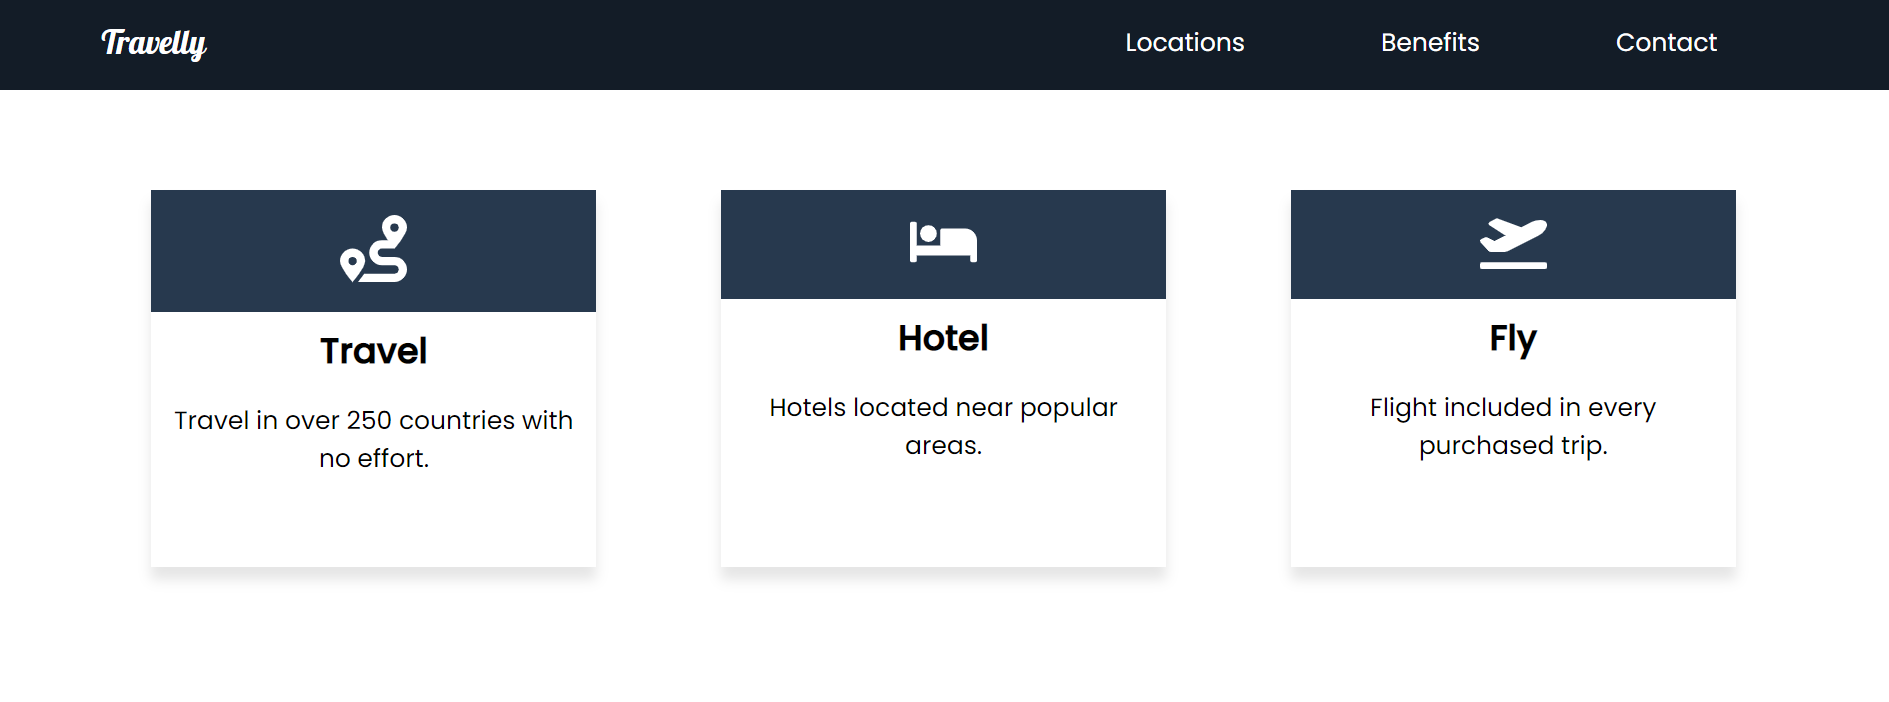 Travelly
Locations
Benefits
Contact
Travel
Travel in over 250 countries with
no effort.
Hotel
Hotels located near popular
areas.
Fly
Flight included in every
purchased trip.